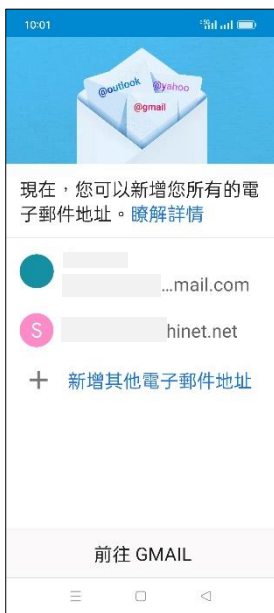 10:01
@outlook @yahoo
@gmail
現在，您可以新增您所有的電
子郵件地址。瞭解詳情
...mail.com
S
hinet.net
新增其他電子郵件地址
前往 GMAIL